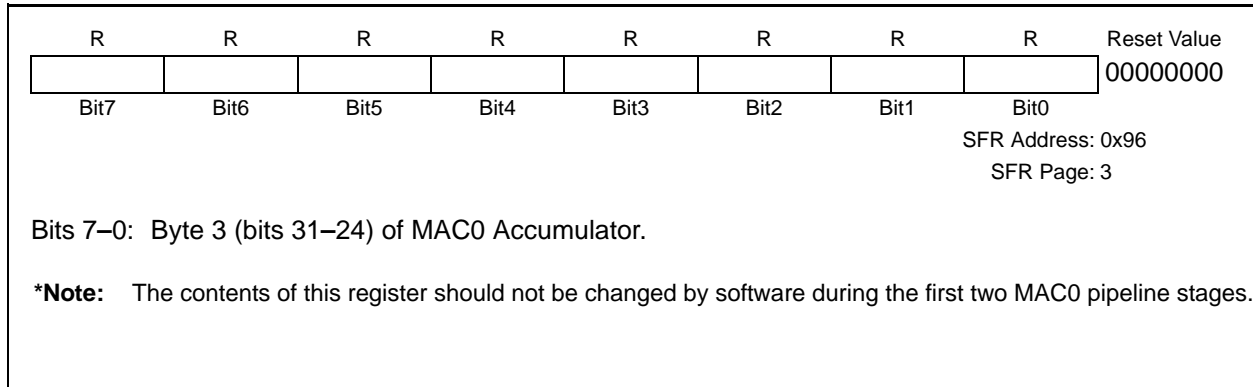 R R R R R R R R Reset Value
00000000
Bit7 Bit6 Bit5 Bit4 Bit3 Bit2 Bit1 Bit0
SFR Address: 0x96
SFR Page: 3
Bits 7–0: Byte 3 (bits 31–24) of MAC0 Accumulator.
*Note: The contents of this register should not be changed by software during the first two MAC0 pipeline stages.